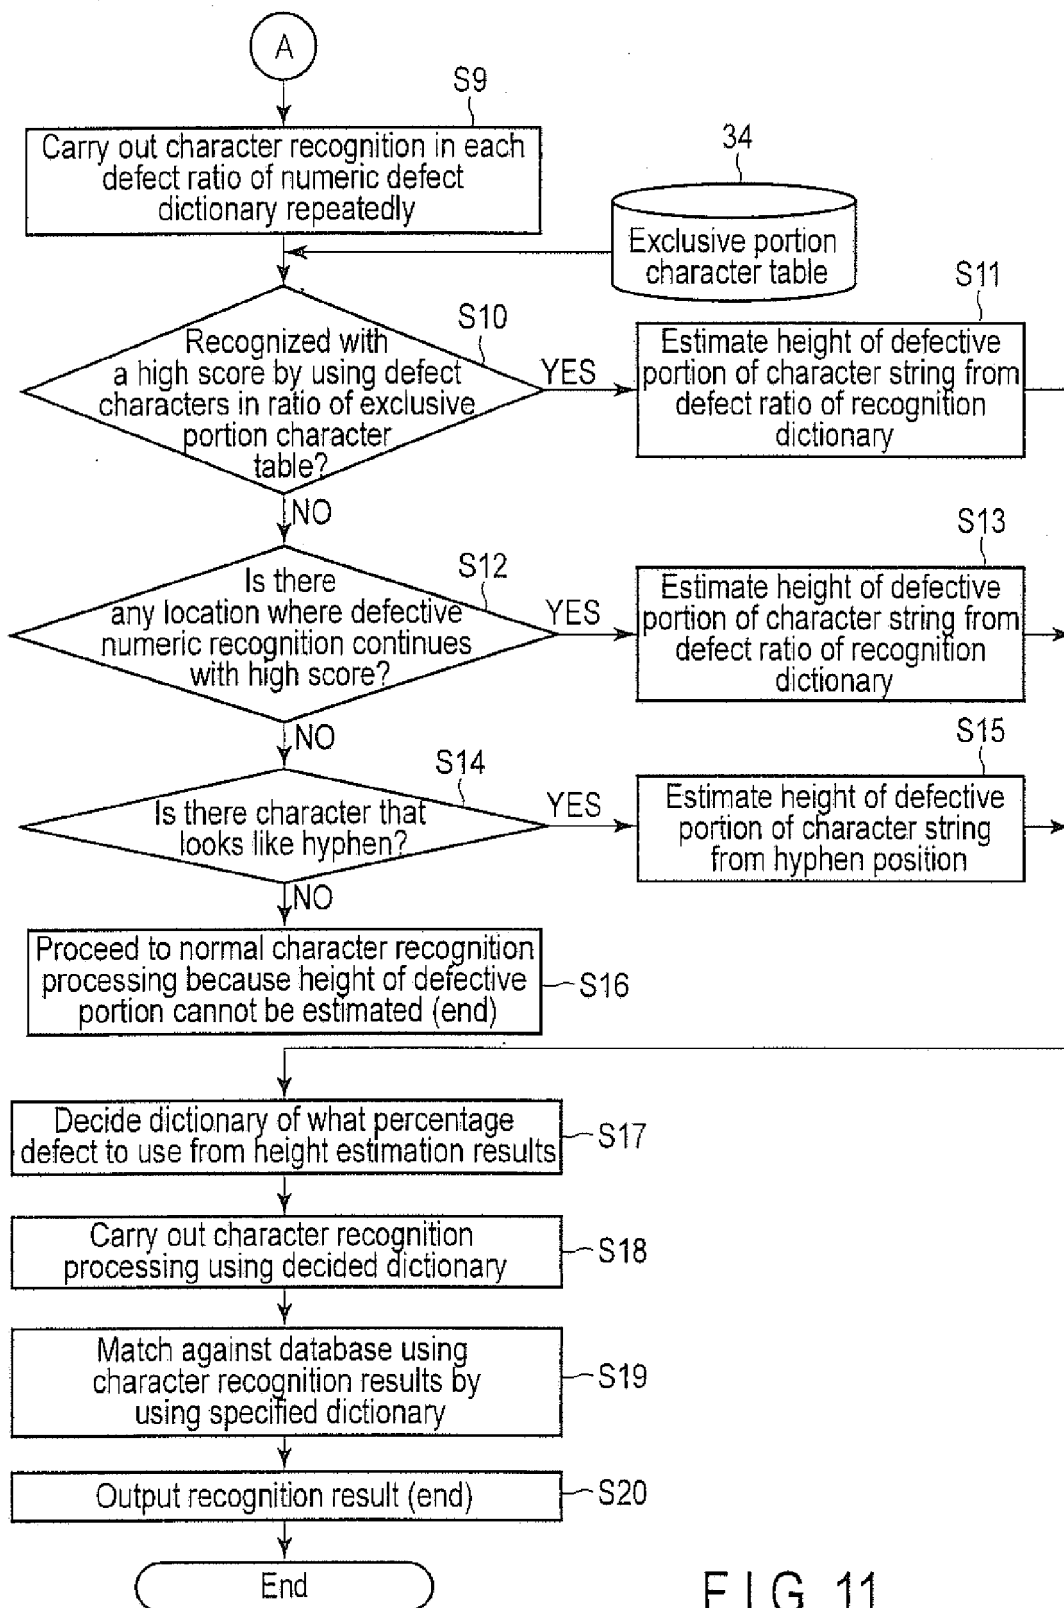 A
S9
Carry out character recognition in each
defect ratio of numeric defect
dictionary repeatedly
34
Exclusive portion
character table
S10
Recognized with
a high score by using defect
characters in ratio of exclusive
portion character
table?
YES
S11
Estimate height of defective
portion of character string from
defect ratio of recognition
dictionary
NO
S12
Is there
any location where defective
numeric recognition continues
with high score?
YES
S13
Estimate height of defective
portion of character string from
defect ratio of recognition
dictionary
NO
S14
Is there character that
looks like hyphen?
YES
S15
Estimate height of defective
portion of character string
from hyphen position
NO
Proceed to normal character recognition
processing because height of defective
portion cannot be estimated (end)
S16
Decide dictionary of what percentage
defect to use from height estimation results
S17
Carry out character recognition
processing using decided dictionary
S18
Match against database using
character recognition results by
using specified dictionary
S19
Output recognition result (end)
S20
End
FIG. 11